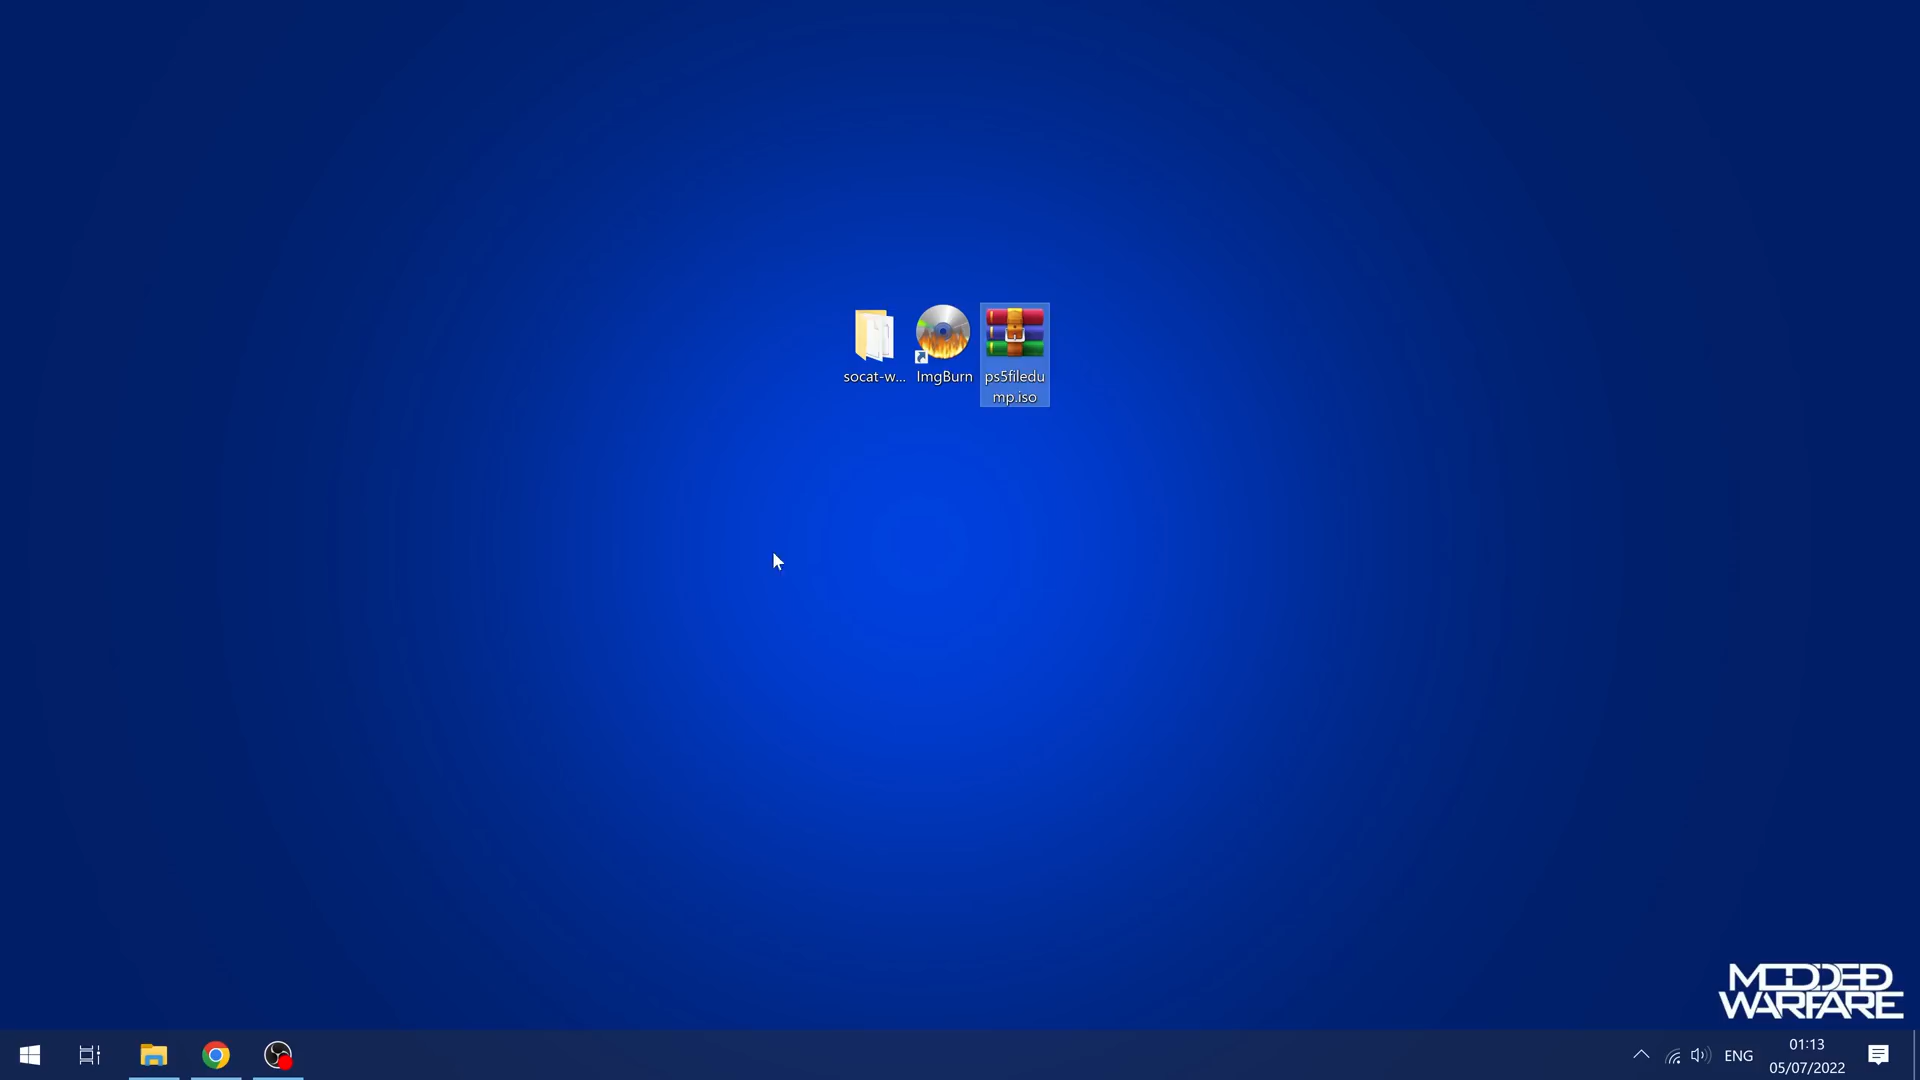 socat-w...
ImgBurn
ps5filedu
mp.iso
MODDED
WARFARE
ENG
01:13
05/07/2022